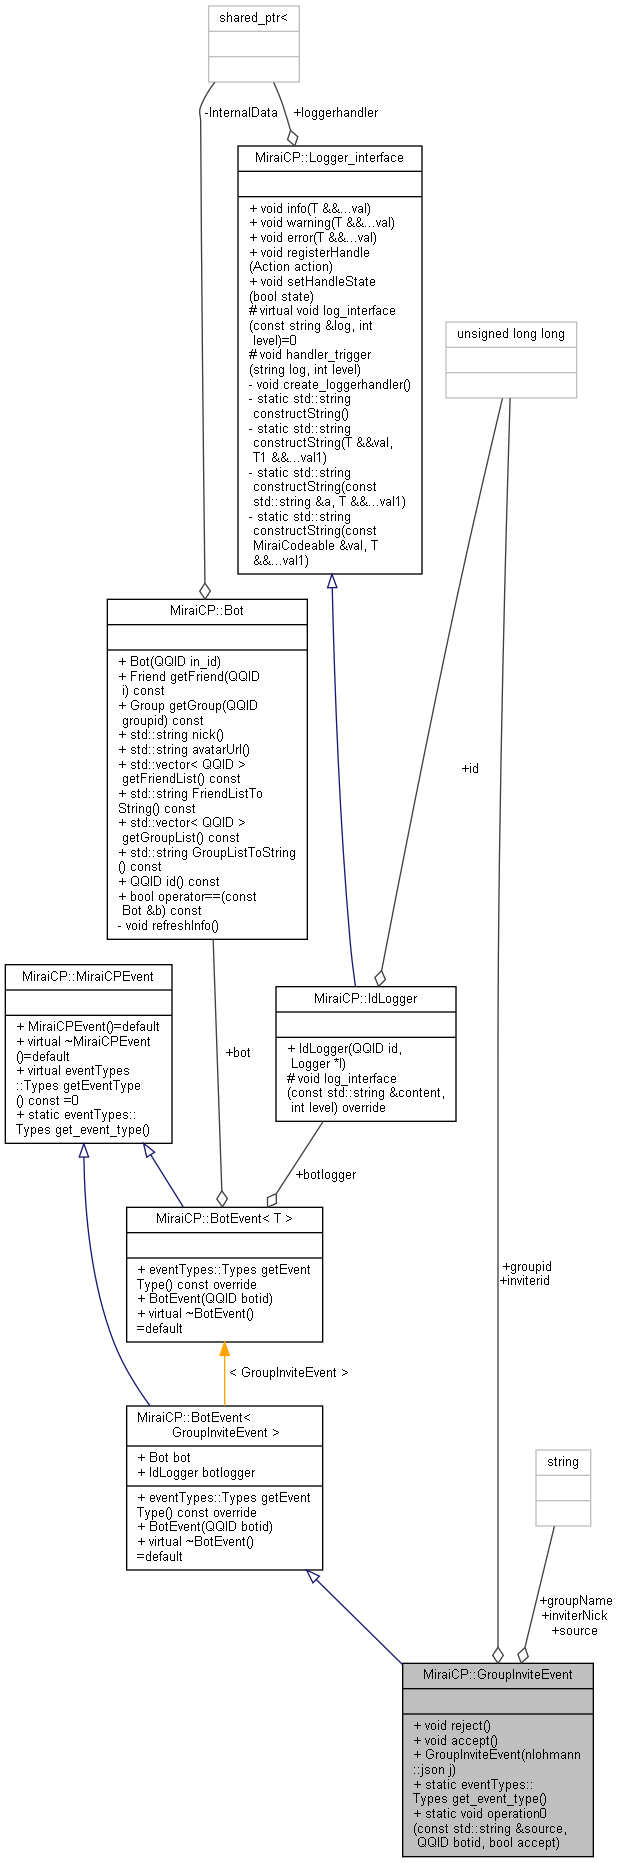 shared_ptr<
-InternalData
+loggerhandler
MiraiCP::Logger_interface
+ void info(T &&...val)
+ void warning(T &&...val)
+ void error(T &&...val)
+ void registerHandle
(Action action)
+ void setHandleState
(bool state)
# virtual void log_interface
(const string &log, int
level)=0
# void handler_trigger
(string log, int level)
- void create_loggerhandler()
- static std::string
constructString()
- static std::string
constructString(T &&val,
T1 &&...val1)
- static std::string
constructString(const
std::string &a, T &&...val1)
- static std::string
constructString(const
MiraiCodeable &val, T
&&...val1)
unsigned long long
MiraiCP::Bot
+ Bot(QQID in_id)
+ Friend getFriend(QQID
i) const
+ Group getGroup(QQID
groupid) const
+ std::string nick()
+ std::string avatarUrl()
+ std::vector< QQID >
getFriendList() const
+ std::string FriendListTo
String() const
+ std::vector< QQID >
getGroupList() const
+ std::string GroupListToString
() const
+ QQID id() const
+ bool operator==(const
Bot &b) const
- void refreshInfo()
+id
MiraiCP::MiraiCPEvent
+ MiraiCPEvent()=default
+ virtual ~MiraiCPEvent
()=default
+ virtual eventTypes
::Types getEventType
() const =0
+ static eventTypes::
Types get_event_type()
MiraiCP::IdLogger
+ IdLogger(QQID id,
Logger *l)
# void log_interface
(const std::string &content,
int level) override
+bot
+botlogger
MiraiCP::BotEvent< T >
+ eventTypes::Types getEvent
Type() const override
+ BotEvent(QQID botid)
+ virtual ~BotEvent()
=default
+groupid
+inviterid
< GroupInviteEvent >
MiraiCP::BotEvent<
GroupInviteEvent >
+ Bot bot
+ IdLogger botlogger
+ eventTypes::Types getEvent
Type() const override
+ BotEvent(QQID botid)
+ virtual ~BotEvent()
=default
string
+groupName
+inviterNick
+source
MiraiCP::GroupInviteEvent
+ void reject()
+ void accept()
+ GroupInviteEvent(nlohmann
::json j)
+ static eventTypes::
Types get_event_type()
+ static void operation0
(const std::string &source,
QQID botid, bool accept)